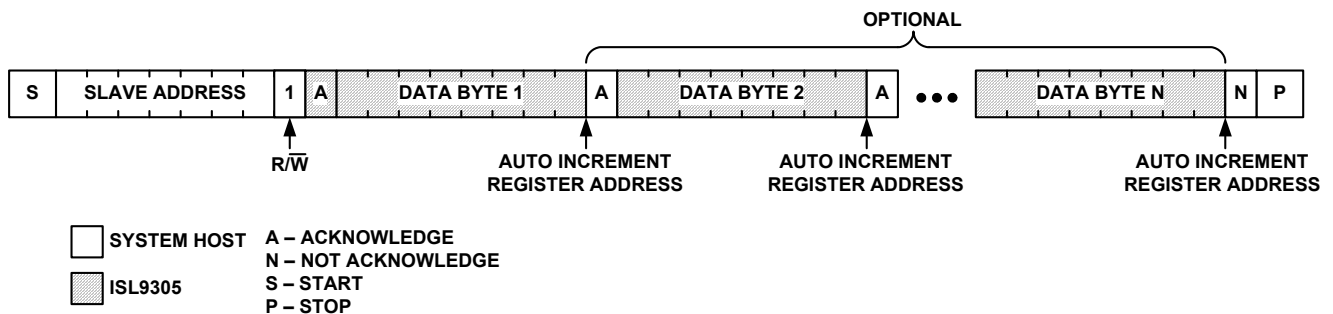 OPTIONAL
S SLAVE ADDRESS 1 A DATA BYTE 1 A DATA BYTE 2 A ●●● DATA BYTE N N P
R/W̅
AUTO INCREMENT
REGISTER ADDRESS
AUTO INCREMENT
REGISTER ADDRESS
AUTO INCREMENT
REGISTER ADDRESS
SYSTEM HOST
ISL9305
A – ACKNOWLEDGE
N – NOT ACKNOWLEDGE
S – START
P – STOP